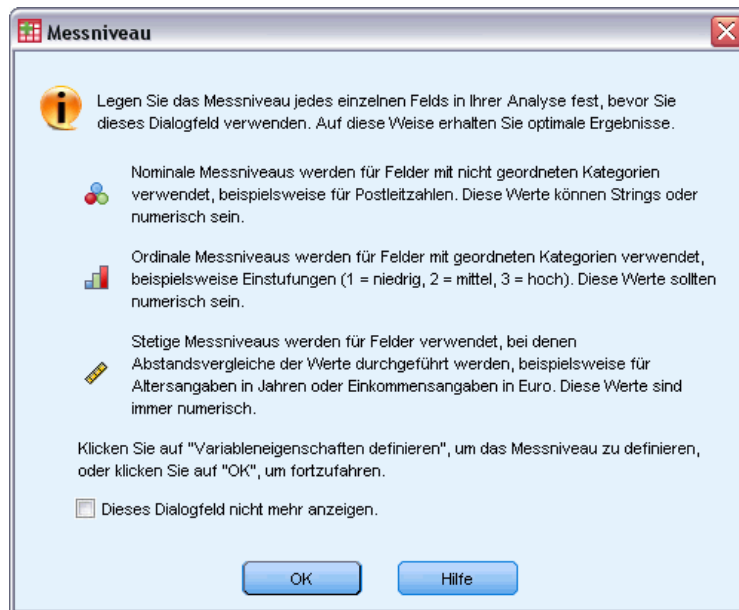 Messniveau
Legen Sie das Messniveau jedes einzelnen Felds in Ihrer Analyse fest, bevor Sie
dieses Dialogfeld verwenden. Auf diese Weise erhalten Sie optimale Ergebnisse.
Nominale Messniveaus werden für Felder mit nicht geordneten Kategorien
verwendet, beispielsweise für Postleitzahlen. Diese Werte können Strings oder
numerisch sein.
Ordinale Messniveaus werden für Felder mit geordneten Kategorien verwendet,
beispielsweise Einstufungen (1 = niedrig, 2 = mittel, 3 = hoch). Diese Werte sollten
numerisch sein.
Stetige Messniveaus werden für Felder verwendet, bei denen
Abstandsvergleiche der Werte durchgeführt werden, beispielsweise für
Altersangaben in Jahren oder Einkommensangaben in Euro. Diese Werte sind
immer numerisch.
Klicken Sie auf "Variableneigenschaften definieren", um das Messniveau zu definieren,
oder klicken Sie auf "OK", um fortzufahren.
Dieses Dialogfeld nicht mehr anzeigen.
OK
Hilfe